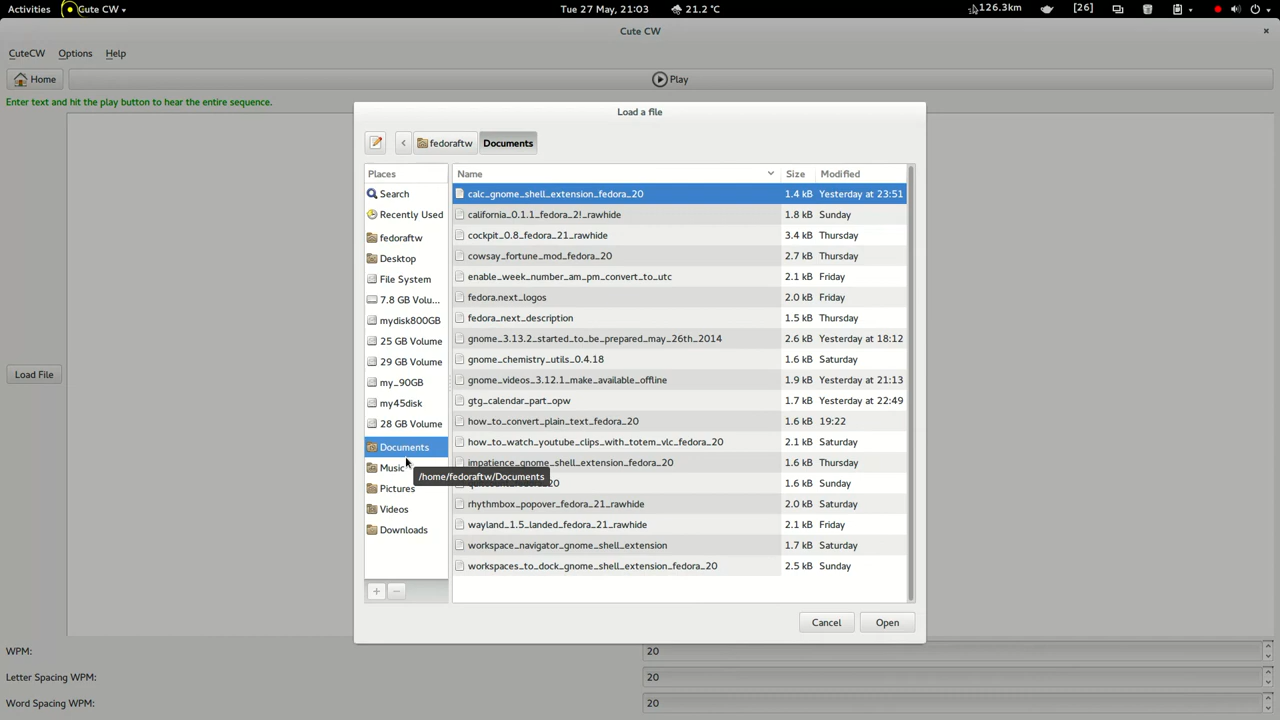 Activities Cute CW Tue 27 May, 21:03 21.2 °C 126.3km [26]
Cute CW
CuteCW Options Help
Home Play
Enter text and hit the play button to hear the entire sequence.
Load a file
fedoraftw Documents
Places Name Size Modified
Search calc_gnome_shell_extension_fedora_20 1.4 kB Yesterday at 23:51
Recently Used california_0.1.1_fedora_2!_rawhide 1.8 kB Sunday
fedoraftw cockpit_0.8_fedora_21_rawhide 3.4 kB Thursday
Desktop cowsay_fortune_mod_fedora_20 2.7 kB Thursday
File System enable_week_number_am_pm_convert_to_utc 2.1 kB Friday
7.8 GB Volu... fedora.next_logos 2.0 kB Friday
mydisk800GB fedora_next_description 1.5 kB Thursday
25 GB Volume gnome_3.13.2_started_to_be_prepared_may_26th_2014 2.6 kB Yesterday at 18:12
29 GB Volume gnome_chemistry_utils_0.4.18 1.6 kB Saturday
my_90GB gnome_videos_3.12.1_make_available_offline 1.9 kB Yesterday at 21:13
Load File
my45disk gtg_calendar_part_opw 1.7 kB Yesterday at 22:49
28 GB Volume how_to_convert_plain_text_fedora_20 1.6 kB 19:22
Documents how_to_watch_youtube_clips_with_totem_vlc_fedora_20 2.1 kB Saturday
Music impatience_gnome_shell_extension_fedora_20 1.6 kB Thursday
/home/fedoraftw/Documents
Pictures 20 1.6 kB Sunday
Videos rhythmbox_popover_fedora_21_rawhide 2.0 kB Saturday
Downloads wayland_1.5_landed_fedora_21_rawhide 2.1 kB Friday
workspace_navigator_gnome_shell_extension 1.7 kB Saturday
workspaces_to_dock_gnome_shell_extension_fedora_20 2.5 kB Sunday
Cancel Open
WPM: 20
Letter Spacing WPM: 20
Word Spacing WPM: 20